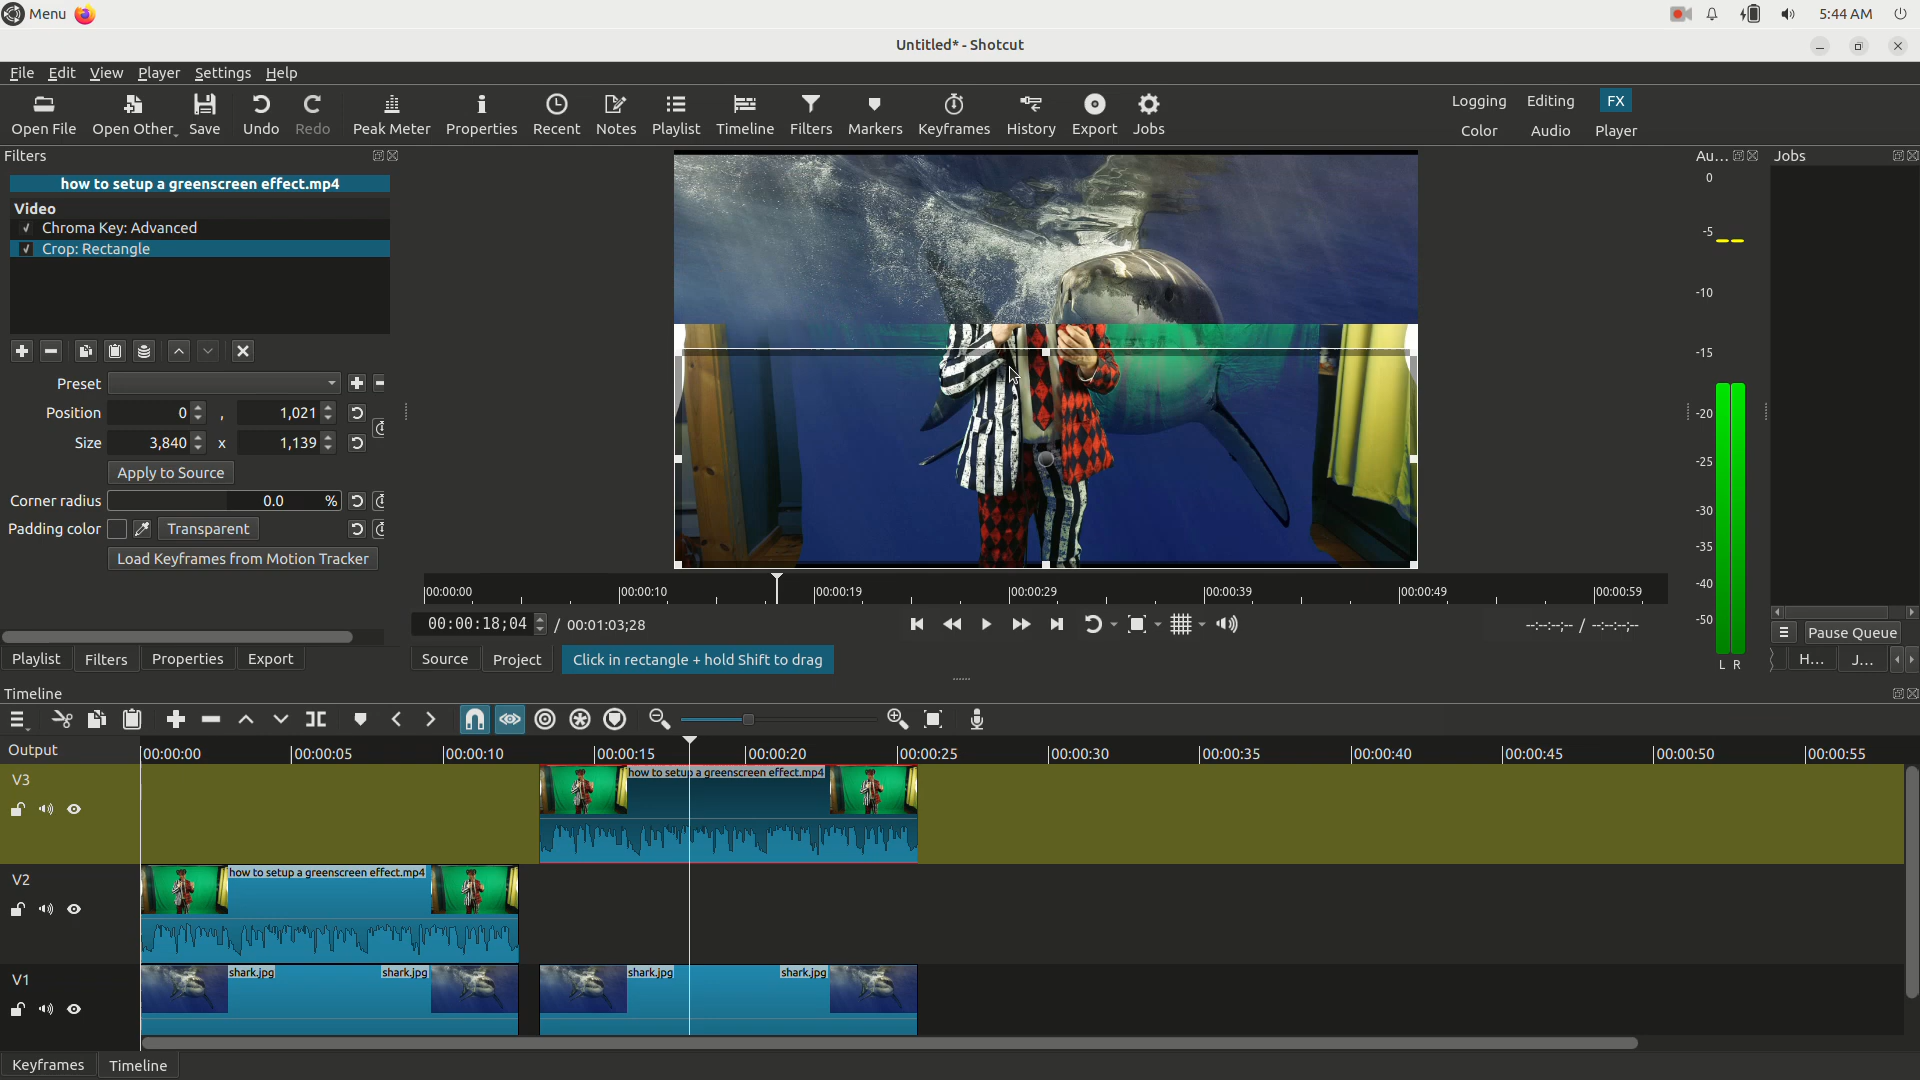 Menu
5:44 AM
Untitled* - Shotcut
File Edit View Player Settings Help
Open File Open Other Save Undo Redo Peak Meter Properties Recent Notes Playlist Timeline Filters Markers Keyframes History Export Jobs
Logging Editing FX
Color Audio Player
Filters
how to setup a greenscreen effect.mp4
Video
Chroma Key: Advanced
Crop: Rectangle
Preset
Position 0 , 1,021
Size 3,840 x 1,139
Apply to Source
Corner radius 0.0 %
Padding color Transparent
Load Keyframes from Motion Tracker
Playlist Filters Properties Export
00:00:00 00:00:10 00:00:19 00:00:29 00:00:39 00:00:49 00:00:59
00:00:18;04 / 00:01:03;28
--:--:--;-- / --:--:--;--
Source Project Click in rectangle + hold Shift to drag
Au...
0
-5
-10
-15
-20
-25
-30
-35
-40
-50
L R
Jobs
Pause Queue
H... J...
Timeline
Output
00:00:00 00:00:05 00:00:10 00:00:15 00:00:20 00:00:25 00:00:30 00:00:35 00:00:40 00:00:45 00:00:50 00:00:55
V3
how to setup a greenscreen effect.mp4
V2
how to setup a greenscreen effect.mp4
V1
shark.jpg shark.jpg shark.jpg shark.jpg
Keyframes Timeline